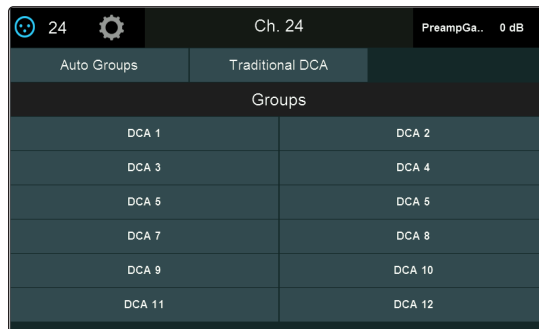 24 Ch. 24 PreampGa.. 0 dB
Auto Groups Traditional DCA
Groups
DCA 1 DCA 2
DCA 3 DCA 4
DCA 5 DCA 5
DCA 7 DCA 8
DCA 9 DCA 10
DCA 11 DCA 12